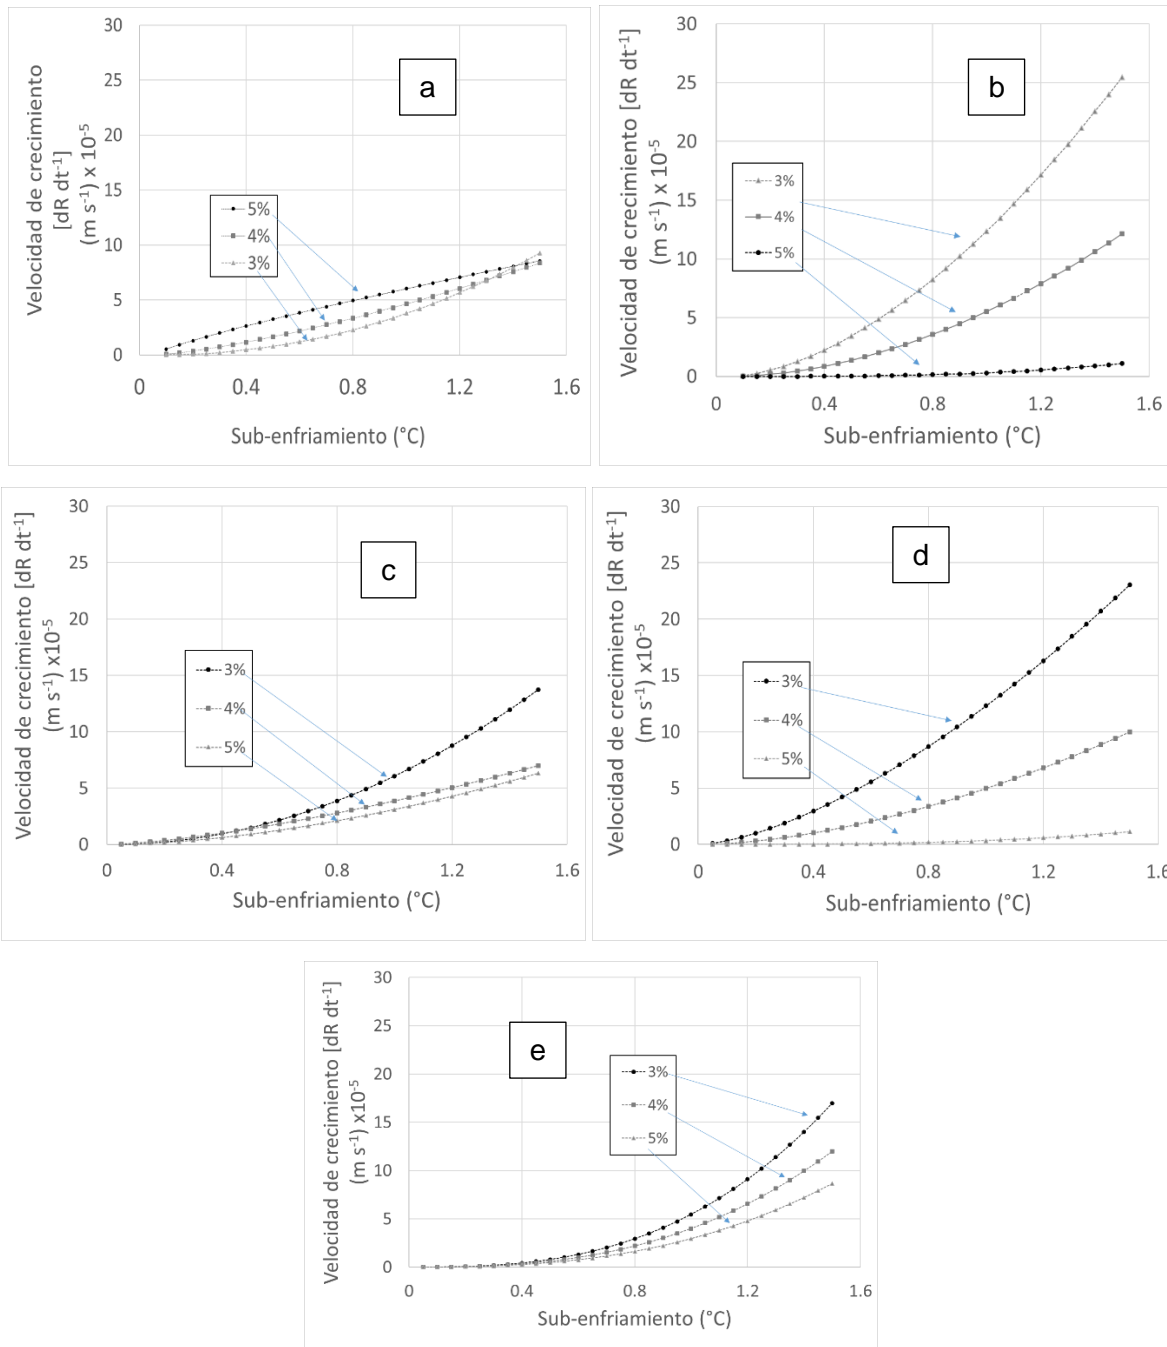 a
Velocidad de crecimiento
[dR dt-1]
(m s-1) x 10-5
30
25
20
15
10
5
0
5%
4%
3%
0 0.4 0.8 1.2 1.6
Sub-enfriamiento (°C)
b
Velocidad de crecimiento [dR dt-1]
(m s-1) x 10-5
30
25
20
15
10
5
0
3%
4%
5%
0 0.4 0.8 1.2 1.6
Sub-enfriamiento (°C)
c
Velocidad de crecimiento [dR dt-1]
(m s-1) x10-5
30
25
20
15
10
5
0
3%
4%
5%
0 0.4 0.8 1.2 1.6
Sub-enfriamiento (°C)
d
Velocidad de crecimiento [dR dt-1]
(m s-1) x10-5
30
25
20
15
10
5
0
3%
4%
5%
0 0.4 0.8 1.2 1.6
Sub-enfriamiento (°C)
e
Velocidad de crecimiento [dR dt-1]
(m s-1) x10-5
30
25
20
15
10
5
0
3%
4%
5%
0 0.4 0.8 1.2 1.6
Sub-enfriamiento (°C)